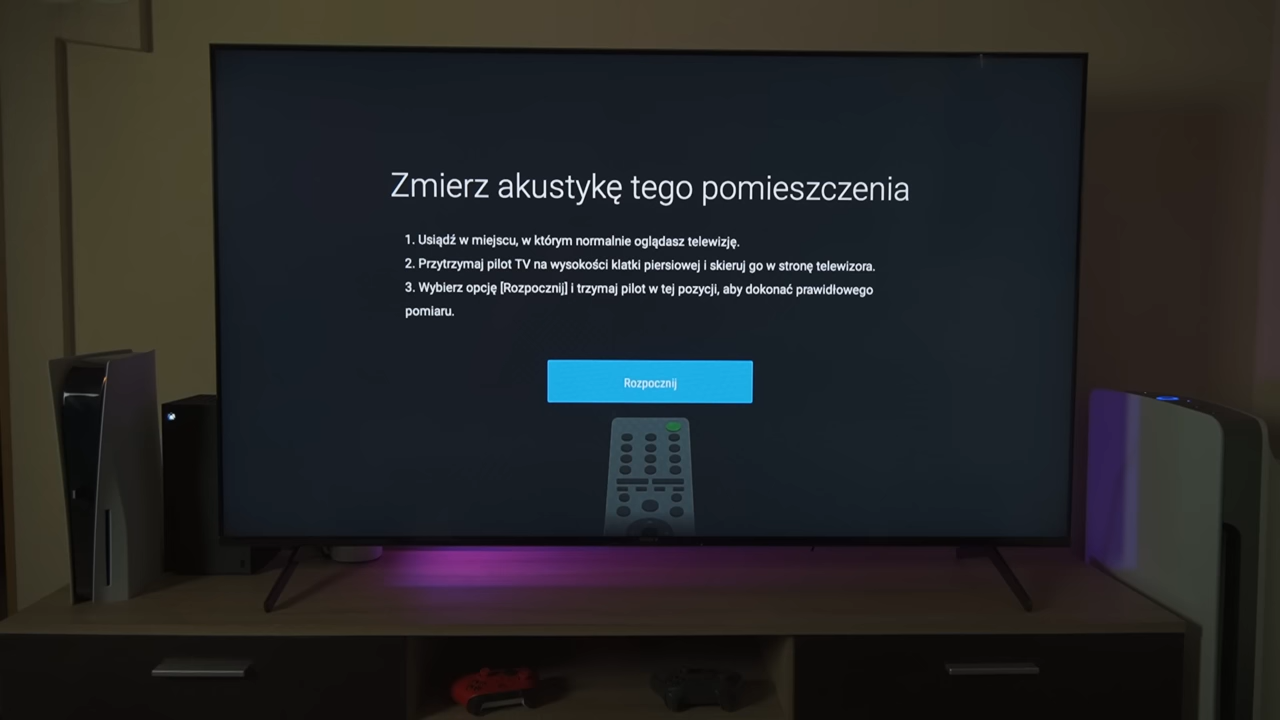 Zmierz akustykę tego pomieszczenia
1. Usiądź w miejscu, w którym normalnie oglądasz telewizję.
2. Przytrzymaj pilot TV na wysokości klatki piersiowej i skieruj go w stronę telewizora.
3. Wybierz opcję [Rozpocznij] i trzymaj pilot w tej pozycji, aby dokonać prawidłowego
pomiaru.
Rozpocznij